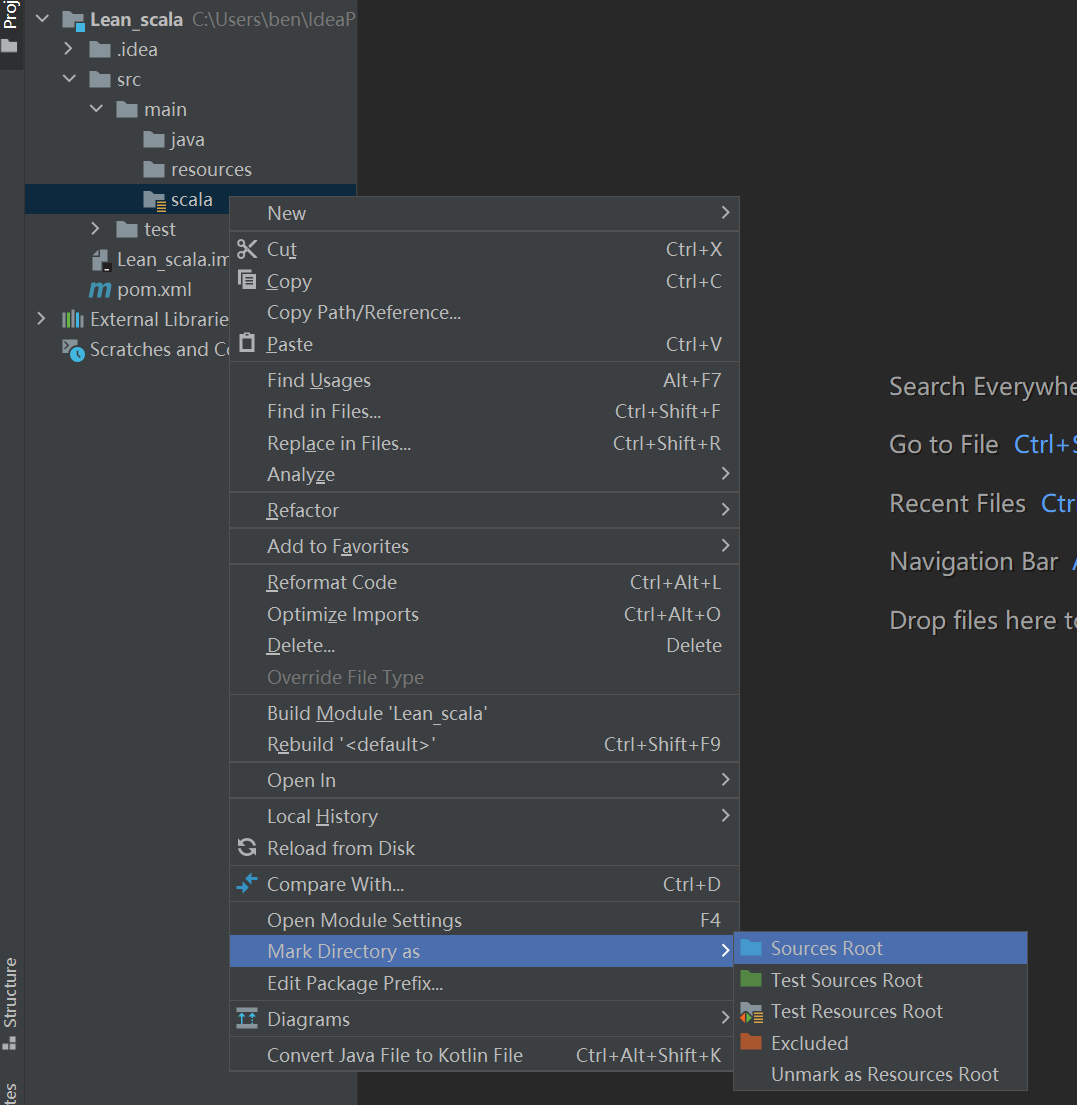 Proj
Lean_scala C:\Users\ben\IdeaP
.idea
src
main
java
resources
scala
test
Lean_scala.im
pom.xml
External Librarie
Scratches and Co
New
Cut Ctrl+X
Copy Ctrl+C
Copy Path/Reference...
Paste Ctrl+V
Find Usages Alt+F7
Find in Files... Ctrl+Shift+F
Replace in Files... Ctrl+Shift+R
Analyze
Refactor
Add to Favorites
Reformat Code Ctrl+Alt+L
Optimize Imports Ctrl+Alt+O
Delete... Delete
Override File Type
Build Module 'Lean_scala'
Rebuild '<default>' Ctrl+Shift+F9
Open In
Local History
Reload from Disk
Compare With... Ctrl+D
Open Module Settings F4
Mark Directory as
Edit Package Prefix...
Diagrams
Convert Java File to Kotlin File Ctrl+Alt+Shift+K
Sources Root
Test Sources Root
Test Resources Root
Excluded
Unmark as Resources Root
Search Everywhe
Go to File Ctrl+S
Recent Files Ctr
Navigation Bar A
Drop files here to
Structure
tes